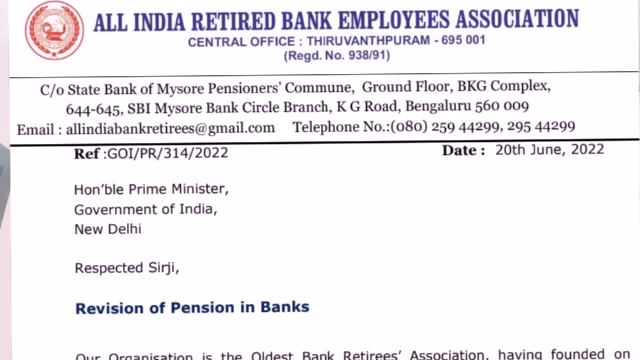 ALL INDIA RETIRED BANK EMPLOYEES ASSOCIATION
CENTRAL OFFICE : THIRUVANTHPURAM - 695 001
(Regd. No. 938/91)
C/o State Bank of Mysore Pensioners' Commune, Ground Floor, BKG Complex,
644-645, SBI Mysore Bank Circle Branch, K G Road, Bengaluru 560 009
Email : allindiabankretirees@gmail.com Telephone No.:(080) 259 44299, 295 44299
Ref :GOI/PR/314/2022 Date : 20th June, 2022
Hon'ble Prime Minister,
Government of India,
New Delhi
Respected Sirji,
Revision of Pension in Banks
Our Organisation is the Oldest Bank Retirees' Association, having founded on